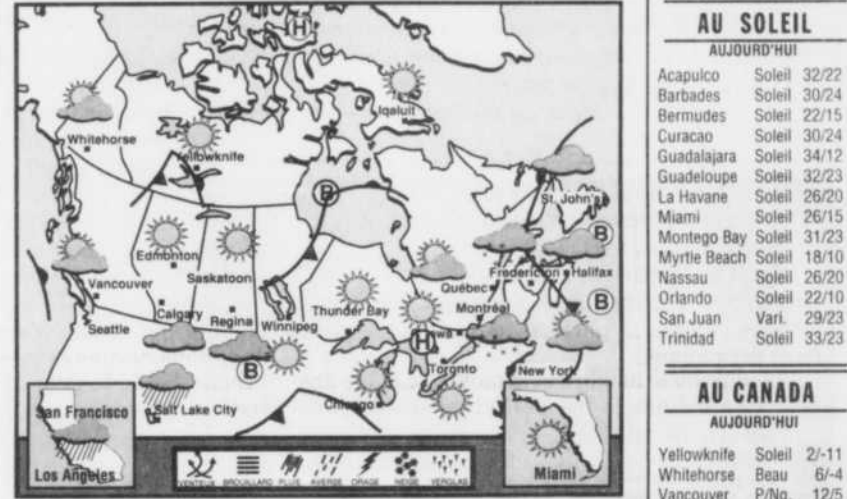 H
Iqaluit
Whitehorse
Yellowknife
B
St. John's
Edmonton
Saskatoon
B
Fredericton
Halifax
Vancouver
Québec
Calgary
Regina
Winnipeg
Thunder Bay
Montréal
B
Seattle
H
Toronto
B
New York
Chicago
Salt Lake City
San Francisco
Los Angeles
Miami
VENTEUX BROUILLARD PLUIE AVERSE ORAGE NEIGE VERGLAS
AU SOLEIL
AUJOURD'HUI
Acapulco Soleil 32/22
Barbades Soleil 30/24
Bermudes Soleil 22/15
Curacao Soleil 30/24
Guadalajara Soleil 34/12
Guadeloupe Soleil 32/23
La Havane Soleil 26/20
Miami Soleil 26/15
Montego Bay Soleil 31/23
Myrtle Beach Soleil 18/10
Nassau Soleil 26/20
Orlando Soleil 22/10
San Juan Vari. 29/23
Trinidad Soleil 33/23
AU CANADA
AUJOURD'HUI
Yellowknife Soleil 2/-11
Whitehorse Beau 6/-4
Vancouver P/Ng 12/5